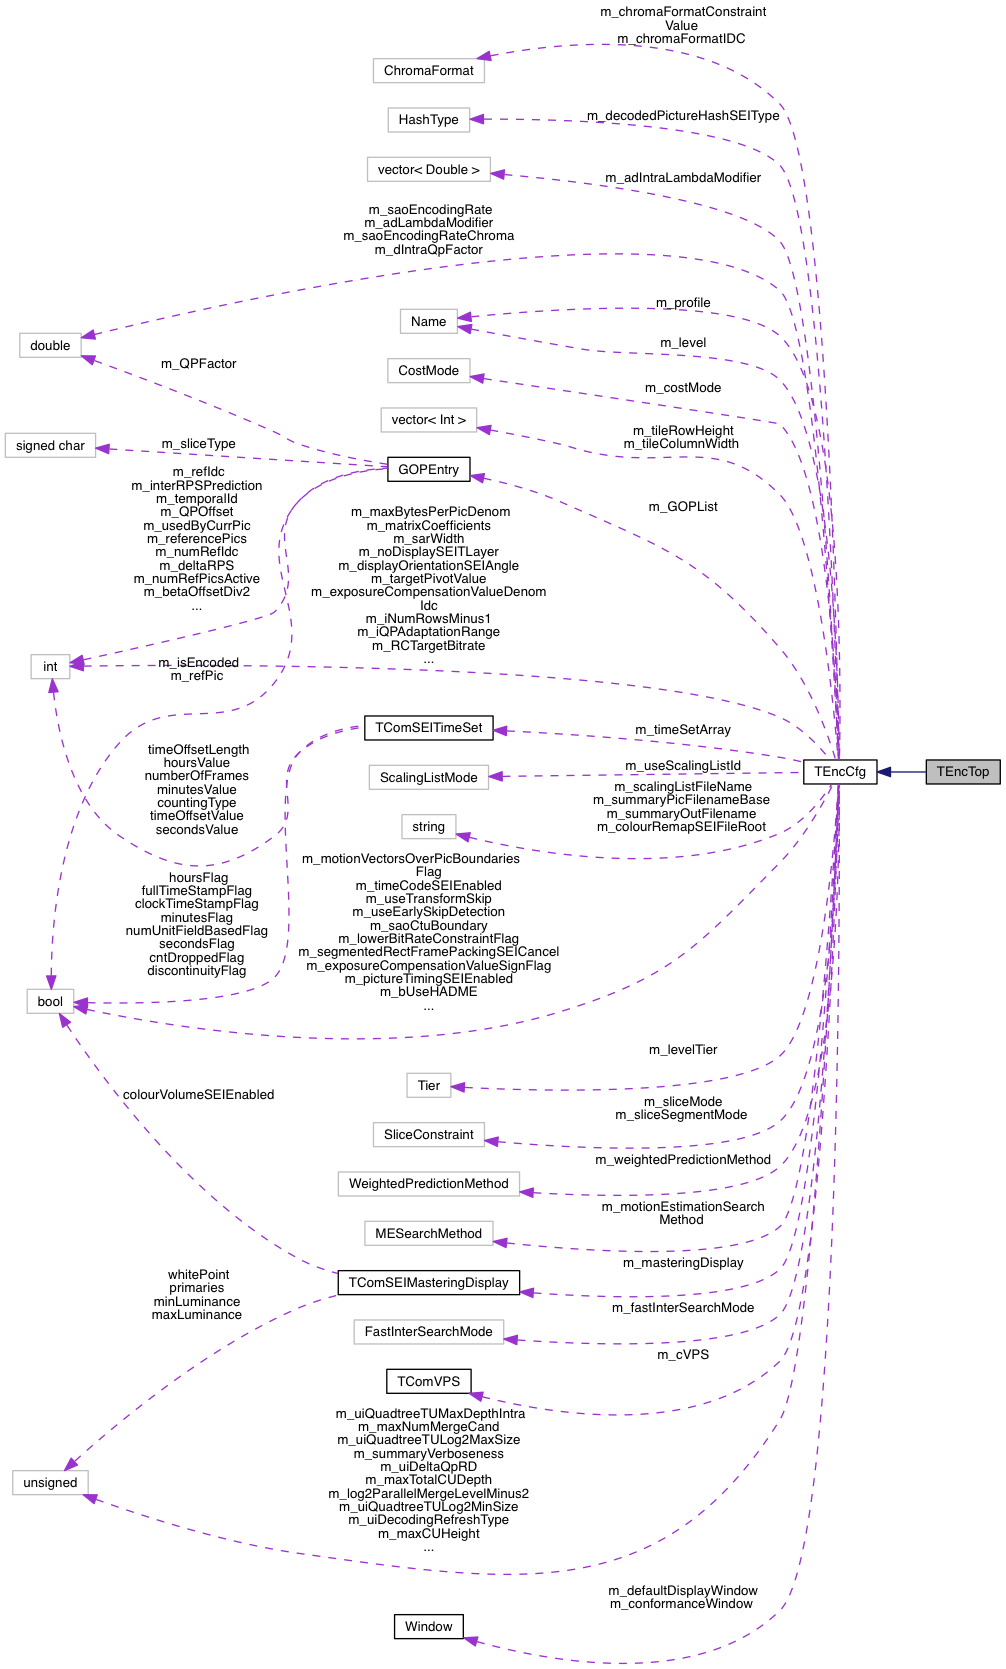 m_chromaFormatConstraint
Value
m_chromaFormatIDC
ChromaFormat
HashType
m_decodedPictureHashSEIType
vector< Double >
m_adIntraLambdaModifier
m_saoEncodingRate
m_adLambdaModifier
m_saoEncodingRateChroma
m_dIntraQpFactor
m_profile
Name
double
m_level
m_QPFactor
CostMode
m_costMode
vector< Int >
m_tileRowHeight
m_tileColumnWidth
signed char
m_sliceType
GOPEntry
m_GOPList
m_refIdc
m_interRPSPrediction
m_temporalId
m_QPOffset
m_usedByCurrPic
m_referencePics
m_numRefIdc
m_deltaRPS
m_numRefPicsActive
m_betaOffsetDiv2
...
m_maxBytesPerPicDenom
m_matrixCoefficients
m_sarWidth
m_noDisplaySEITLayer
m_displayOrientationSEIAngle
m_targetPivotValue
m_exposureCompensationValueDenom
Idc
m_iNumRowsMinus1
m_iQPAdaptationRange
m_RCTargetBitrate
...
int
m_isEncoded
m_refPic
TComSEITimeSet
m_timeSetArray
timeOffsetLength
hoursValue
numberOfFrames
minutesValue
countingType
timeOffsetValue
secondsValue
ScalingListMode
m_useScalingListId
TEncCfg
TEncTop
string
m_scalingListFileName
m_summaryPicFilenameBase
m_summaryOutFilename
m_colourRemapSEIFileRoot
hoursFlag
fullTimeStampFlag
clockTimeStampFlag
minutesFlag
numUnitFieldBasedFlag
secondsFlag
cntDroppedFlag
discontinuityFlag
m_motionVectorsOverPicBoundaries
Flag
m_timeCodeSEIEnabled
m_useTransformSkip
m_useEarlySkipDetection
m_saoCtuBoundary
m_lowerBitRateConstraintFlag
m_segmentedRectFramePackingSEICancel
m_exposureCompensationValueSignFlag
m_pictureTimingSEIEnabled
m_bUseHADME
...
bool
m_levelTier
Tier
colourVolumeSEIEnabled
m_sliceMode
m_sliceSegmentMode
SliceConstraint
m_weightedPredictionMethod
WeightedPredictionMethod
m_motionEstimationSearch
Method
MESearchMethod
m_masteringDisplay
TComSEIMasteringDisplay
whitePoint
primaries
minLuminance
maxLuminance
m_fastInterSearchMode
FastInterSearchMode
m_cVPS
TComVPS
m_uiQuadtreeTUMaxDepthIntra
m_maxNumMergeCand
m_uiQuadtreeTULog2MaxSize
m_summaryVerboseness
m_uiDeltaQpRD
m_maxTotalCUDepth
m_log2ParallelMergeLevelMinus2
m_uiQuadtreeTULog2MinSize
m_uiDecodingRefreshType
m_maxCUHeight
...
unsigned
m_defaultDisplayWindow
m_conformanceWindow
Window